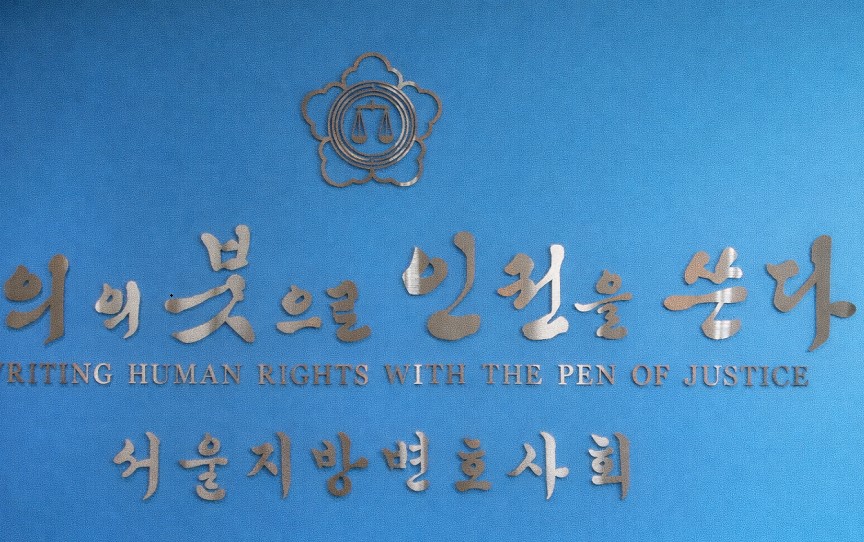 의의 붓으로 인권을 쓴다
WRITING HUMAN RIGHTS WITH THE PEN OF JUSTICE
서울지방변호사회